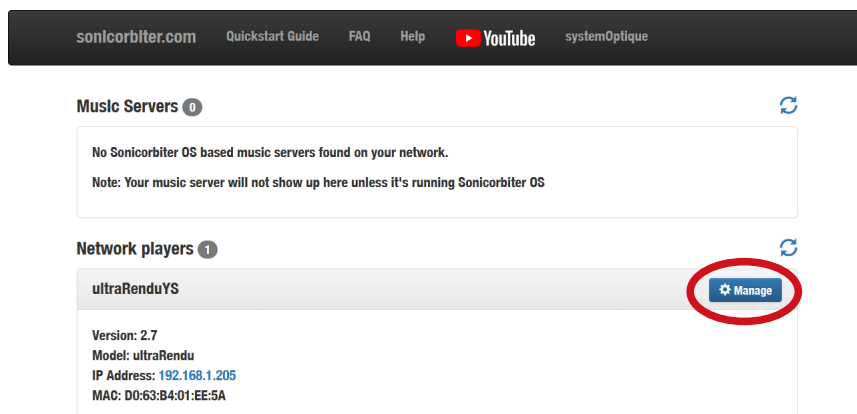 sonicorbiter.com Quickstart Guide FAQ Help YouTube systemOptique
Music Servers 0
No Sonicorbiter OS based music servers found on your network.
Note: Your music server will not show up here unless it's running Sonicorbiter OS
Network players 1
ultraRenduYS Manage
Version: 2.7
Model: ultraRendu
IP Address: 192.168.1.205
MAC: D0:63:B4:01:EE:5A